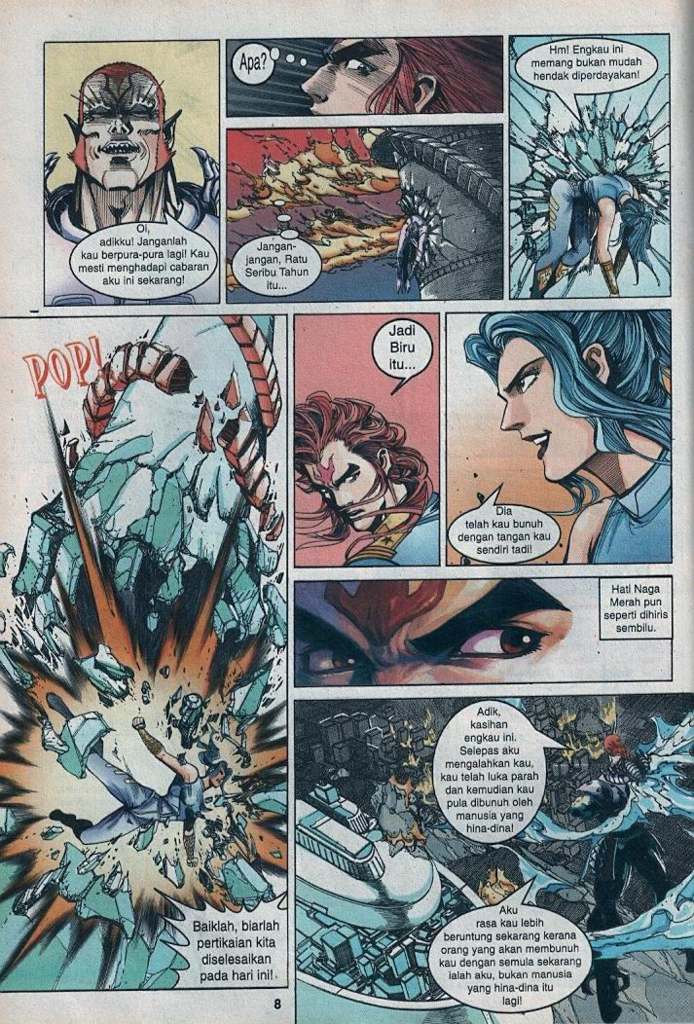 Oi,
adikku! Janganlah
kau berpura-pura lagi! Kau
mesti menghadapi cabaran
aku ini sekarang!
Apa?
Jangan-
jangan, Ratu
Seribu Tahun
itu...
Hm! Engkau ini
memang bukan mudah
hendak diperdayakan!
POP!
Baiklah, biarlah
pertikaian kita
diselesaikan
pada hari ini!
Jadi
Biru
itu...
Dia
telah kau bunuh
dengan tangan kau
sendiri tadi!
Hati Naga
Merah pun
seperti dihiris
sembilu.
Adik,
kasihan
engkau ini.
Selepas aku
mengalahkan kau,
kau telah luka parah
dan kemudian kau
pula dibunuh oleh
manusia yang
hina-dina!
Aku
rasa kau lebih
beruntung sekarang kerana
orang yang akan membunuh
kau dengan semula sekarang
ialah aku, bukan manusia
yang hina-dina itu
lagi!
8